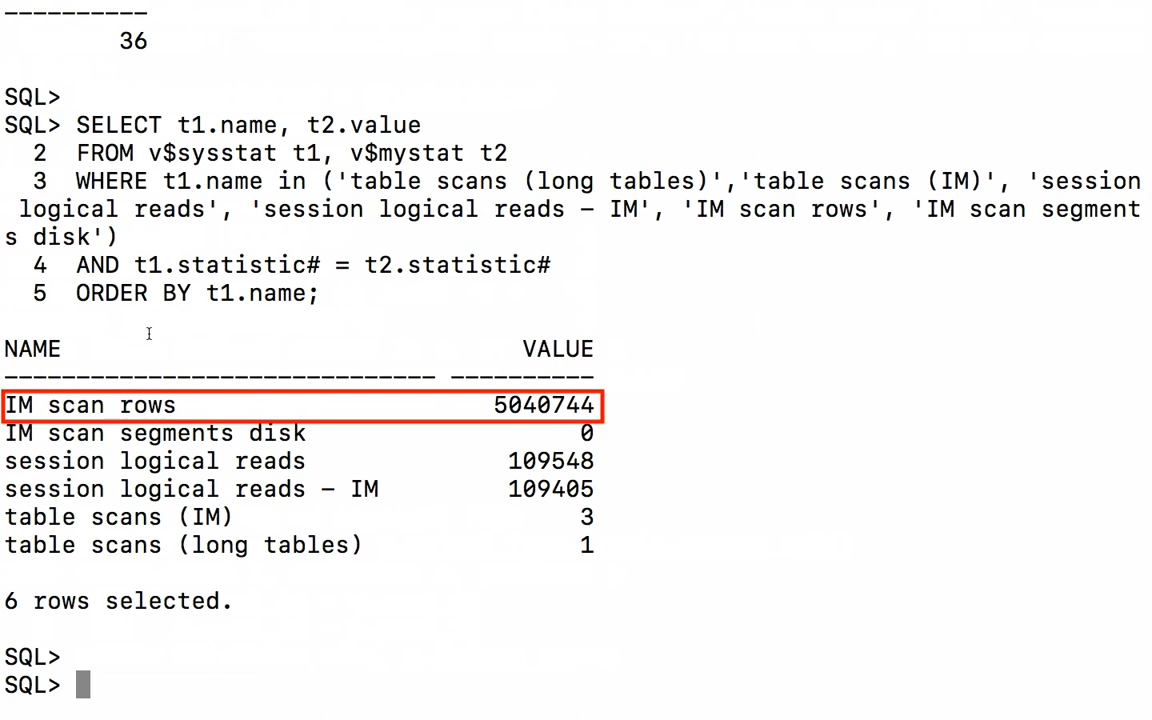 ----------
36
SQL>
SQL> SELECT t1.name, t2.value
2 FROM v$sysstat t1, v$mystat t2
3 WHERE t1.name in ('table scans (long tables)','table scans (IM)', 'session
logical reads', 'session logical reads - IM', 'IM scan rows', 'IM scan segment
s disk')
4 AND t1.statistic# = t2.statistic#
5 ORDER BY t1.name;
NAME VALUE
------------------------------ ----------
IM scan rows 5040744
IM scan segments disk 0
session logical reads 109548
session logical reads - IM 109405
table scans (IM) 3
table scans (long tables) 1
6 rows selected.
SQL>
SQL>